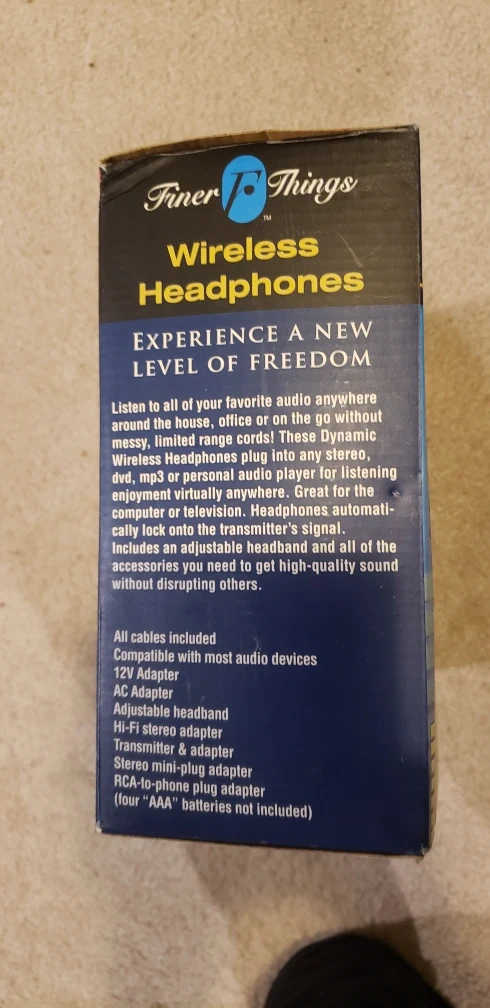 Finer F Things
TM
Wireless
Headphones
EXPERIENCE A NEW
LEVEL OF FREEDOM
Listen to all of your favorite audio anywhere
around the house, office or on the go without
messy, limited range cords! These Dynamic
Wireless Headphones plug into any stereo,
dvd, mp3 or personal audio player for listening
enjoyment virtually anywhere. Great for the
computer or television. Headphones automati-
cally lock onto the transmitter's signal.
Includes an adjustable headband and all of the
accessories you need to get high-quality sound
without disrupting others.
All cables included
Compatible with most audio devices
12V Adapter
AC Adapter
Adjustable headband
Hi-Fi stereo adapter
Transmitter & adapter
Stereo mini-plug adapter
RCA-to-phone plug adapter
(four “AAA” batteries not included)